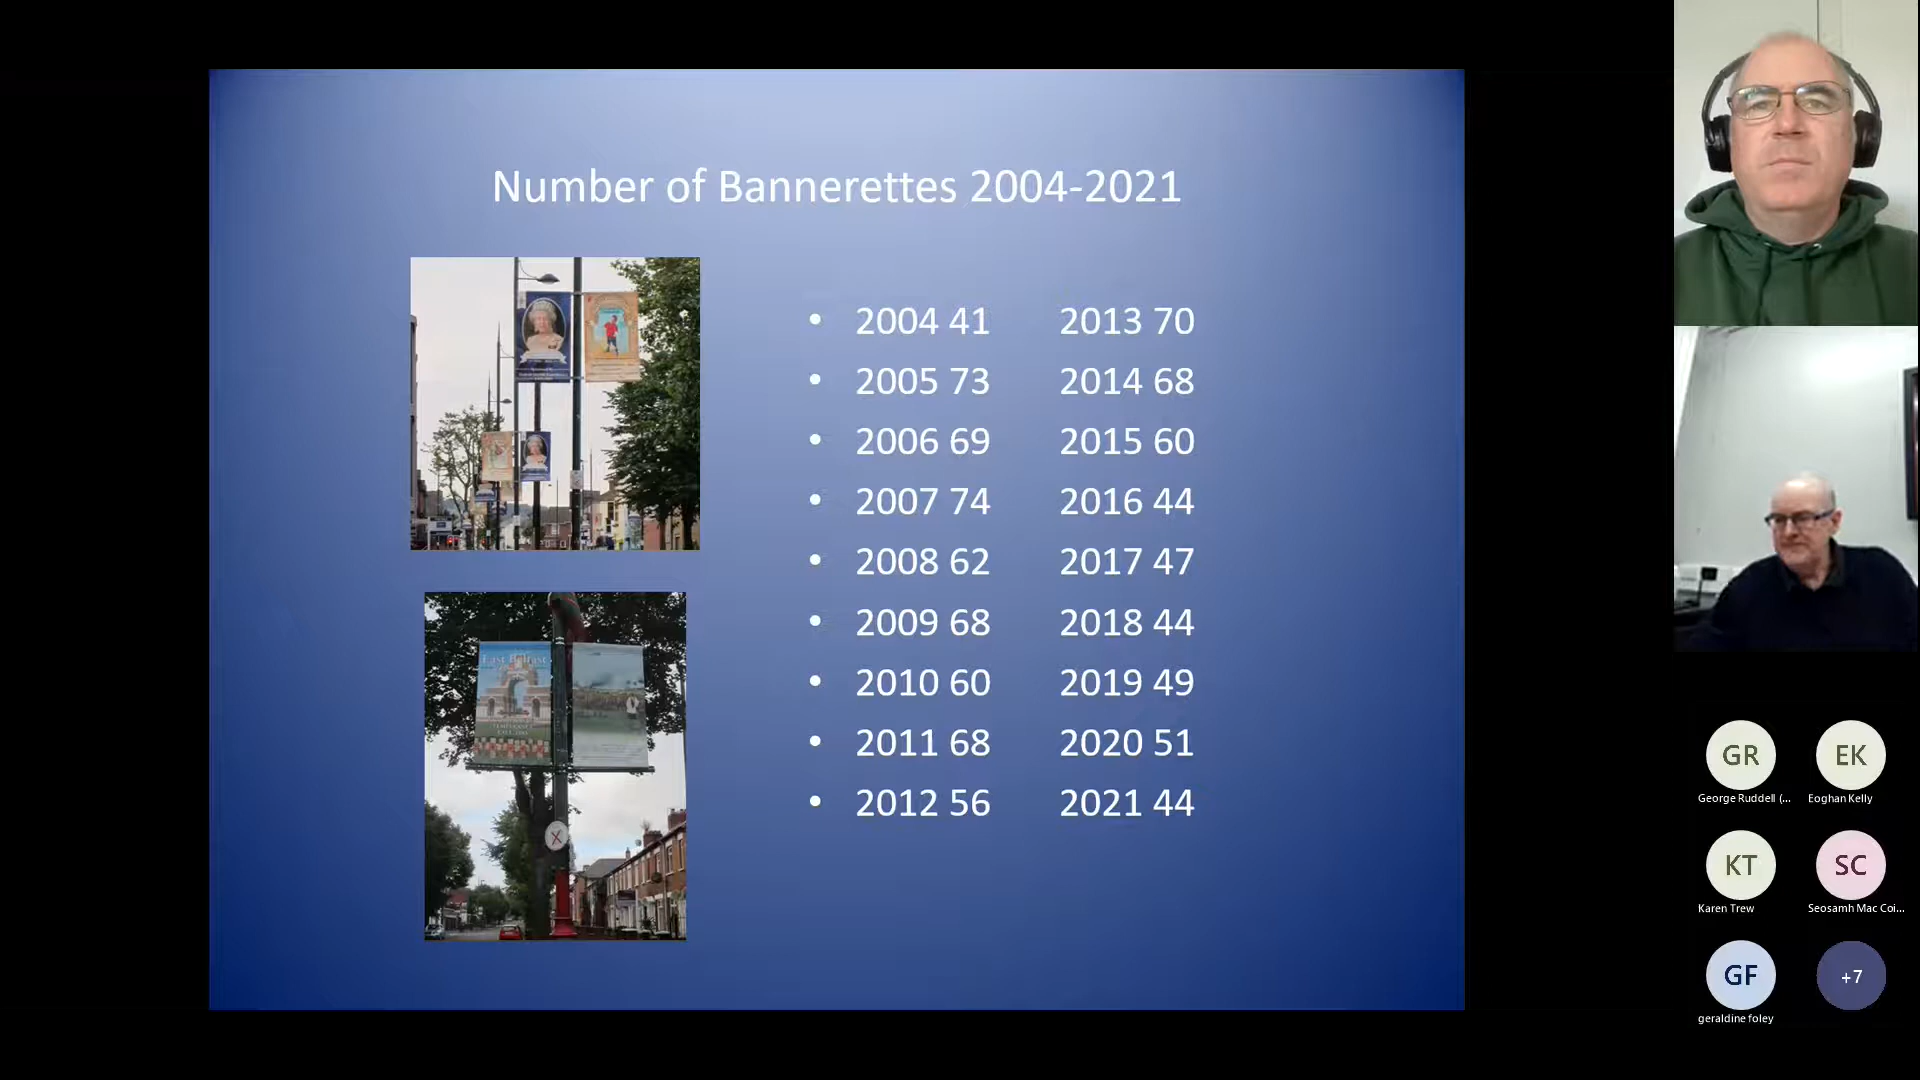 Number of Bannerettes 2004-2021
East Belfast
• 2004 41 2013 70
• 2005 73 2014 68
• 2006 69 2015 60
• 2007 74 2016 44
• 2008 62 2017 47
• 2009 68 2018 44
• 2010 60 2019 49
• 2011 68 2020 51
• 2012 56 2021 44
GR EK
George Ruddell (... Eoghan Kelly
KT SC
Karen Trew Seosamh Mac Coi...
GF +7
geraldine foley